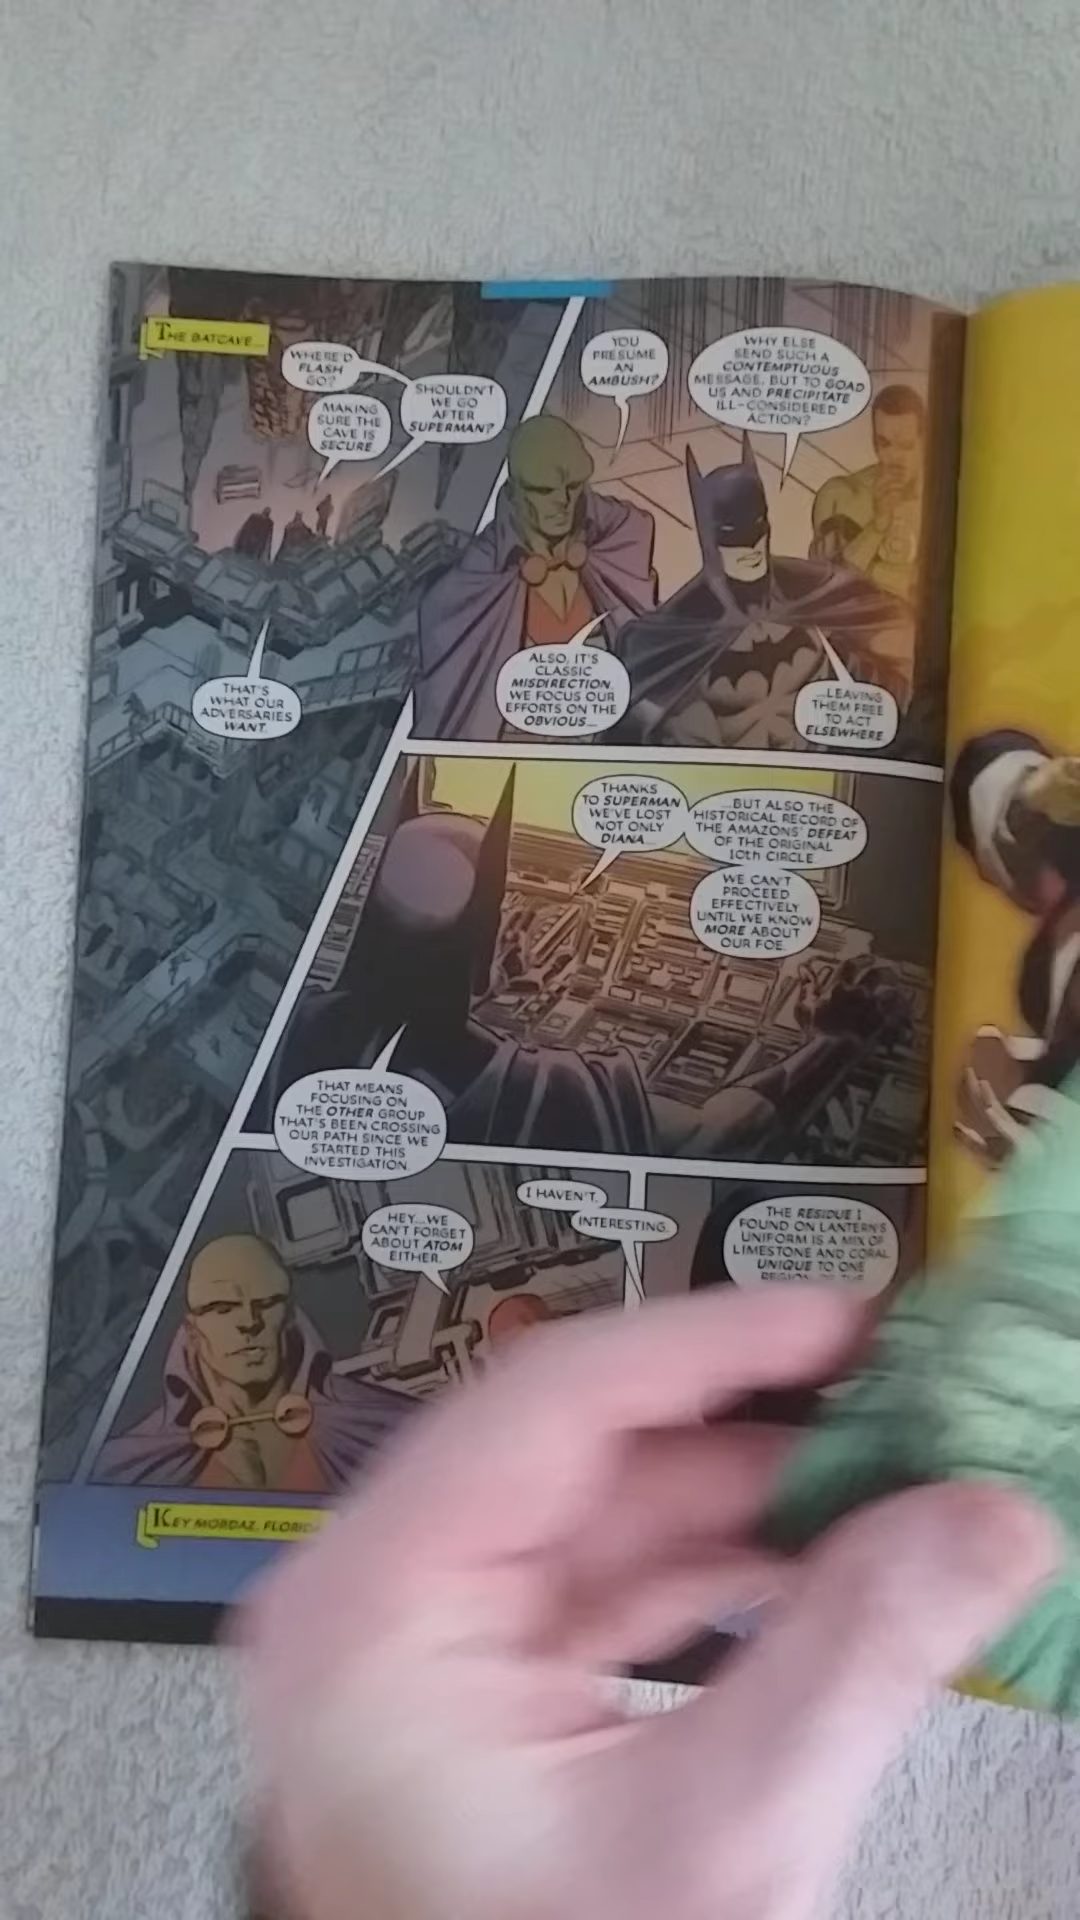 THE BATCAVE...
WHERE'D
FLASH
GO?
SHOULDN'T
WE GO
AFTER
SUPERMAN?
MAKING
SURE THE
CAVE IS
SECURE.
THAT'S
WHAT OUR
ADVERSARIES
WANT.
YOU
PRESUME
AN
AMBUSH?
WHY ELSE
SEND SUCH A
CONTEMPTUOUS
MESSAGE, BUT TO GOAD
US AND PRECIPITATE
ILL-CONSIDERED
ACTION?
ALSO, IT'S
CLASSIC
MISDIRECTION.
WE FOCUS OUR
EFFORTS ON THE
OBVIOUS...
...LEAVING
THEM FREE
TO ACT
ELSEWHERE.
THANKS
TO SUPERMAN
WE'VE LOST
NOT ONLY
DIANA...
...BUT ALSO THE
HISTORICAL RECORD OF
THE AMAZONS' DEFEAT
OF THE ORIGINAL
10th CIRCLE.
WE CAN'T
PROCEED
EFFECTIVELY
UNTIL WE KNOW
MORE ABOUT
OUR FOE.
THAT MEANS
FOCUSING ON
THE OTHER GROUP
THAT'S BEEN CROSSING
OUR PATH SINCE WE
STARTED THIS
INVESTIGATION.
HEY...WE
CAN'T FORGET
ABOUT ATOM
EITHER.
I HAVEN'T.
INTERESTING.
THE RESIDUE I
FOUND ON LANTERN'S
UNIFORM IS A MIX OF
LIMESTONE AND CORAL
UNIQUE TO ONE
REGION OF THE
KEY MORDAZ, FLORIDA